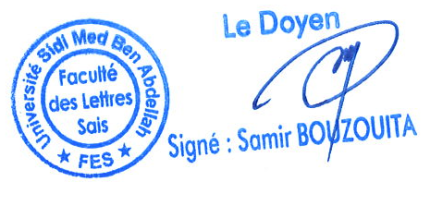 Université Sidi Med Ben Abdellah
Faculté
des Lettres
Sais
★ FES ★
Le Doyen
Signé : Samir BOUZOUITA